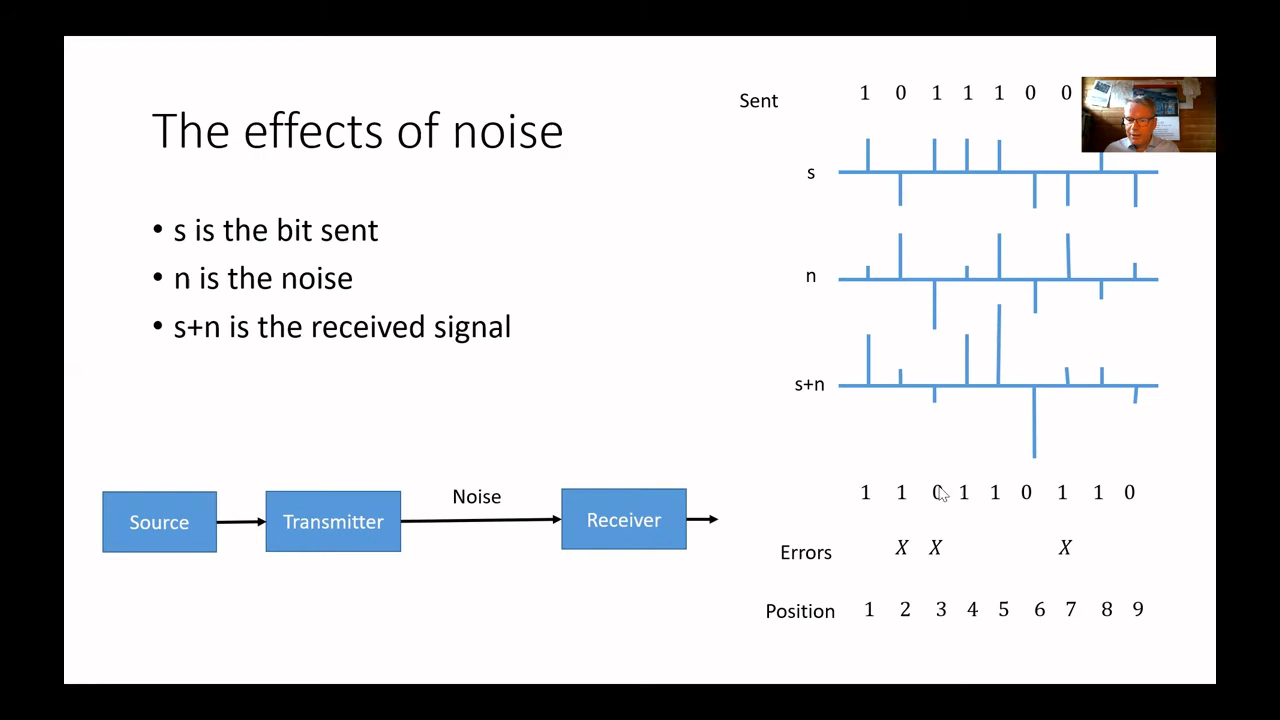 The effects of noise
• s is the bit sent
• n is the noise
• s+n is the received signal
Source
Transmitter
Noise
Receiver
Sent 1 0 1 1 1 0 0
s
n
s+n
1 1 0 1 1 0 1 1 0
Errors X X X
Position 1 2 3 4 5 6 7 8 9